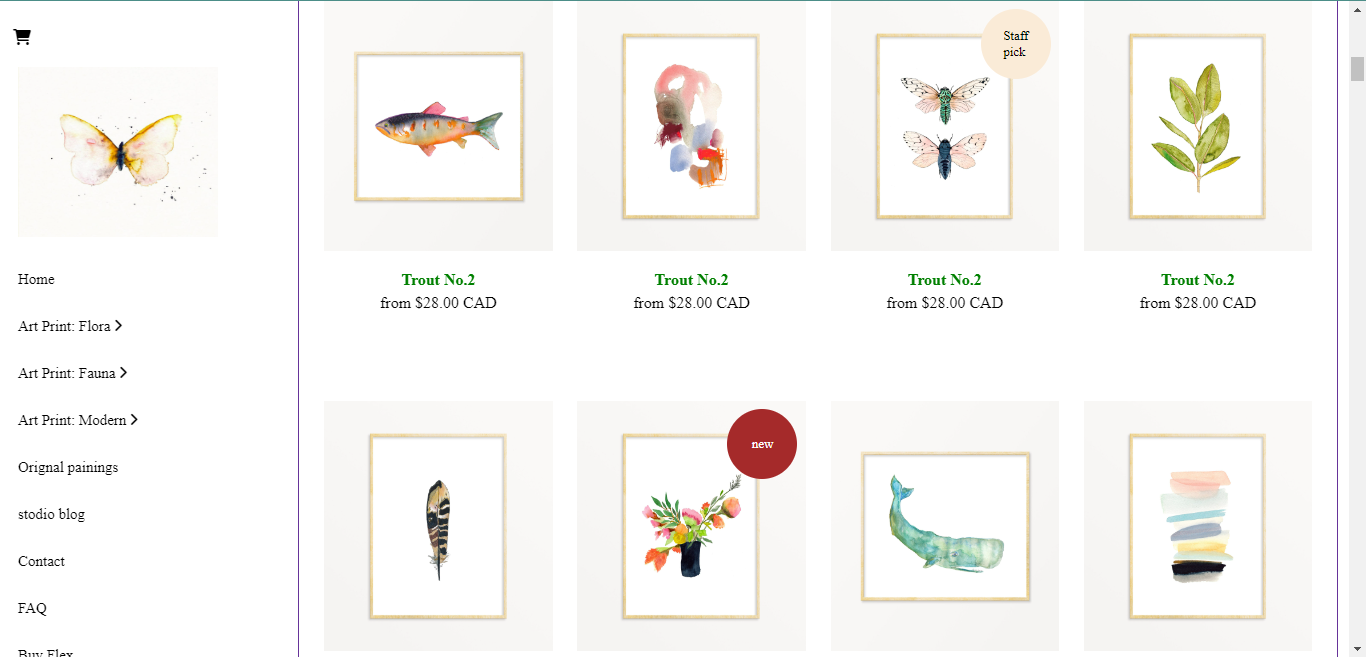 Home
Art Print: Flora
Art Print: Fauna
Art Print: Modern
Orignal painings
stodio blog
Contact
FAQ
Buy Flex
Staff
pick
Trout No.2
from $28.00 CAD
Trout No.2
from $28.00 CAD
Trout No.2
from $28.00 CAD
Trout No.2
from $28.00 CAD
new